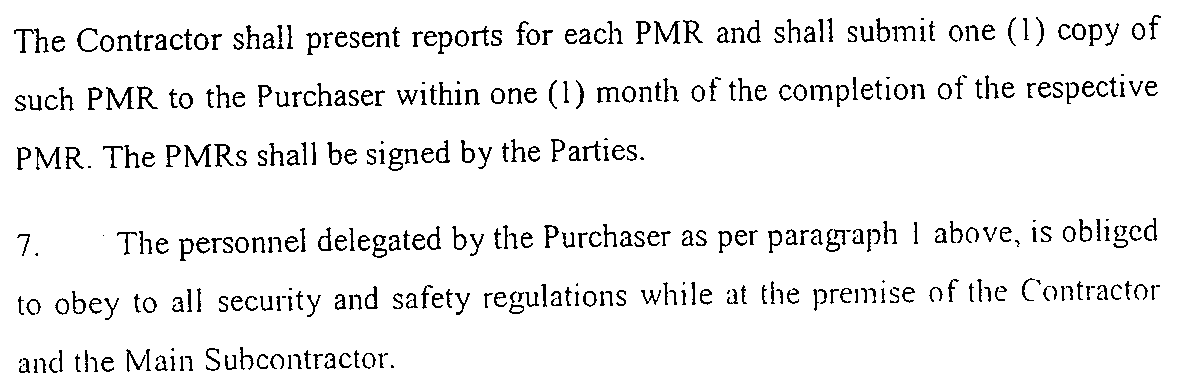 The Contractor shall present reports for each PMR and shall submit one (1) copy of
such PMR to the Purchaser within one (1) month of the completion of the respective
PMR. The PMRs shall be signed by the Parties.
7. The personnel delegated by the Purchaser as per paragraph 1 above, is obliged
to obey to all security and safety regulations while at the premise of the Contractor
and the Main Subcontractor.